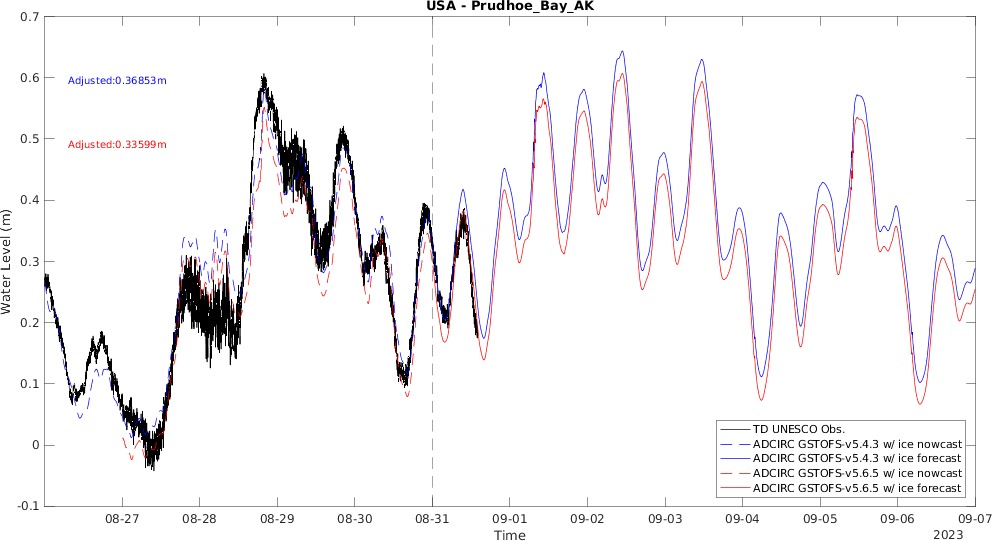 USA - Prudhoe_Bay_AK
0.7
0.6
0.5
0.4
0.3
0.2
0.1
0
-0.1
Water Level (m)
Adjusted:0.36853m
Adjusted:0.33599m
TD UNESCO Obs.
ADCIRC GSTOFS-v5.4.3 w/ ice nowcast
ADCIRC GSTOFS-v5.4.3 w/ ice forecast
ADCIRC GSTOFS-v5.6.5 w/ ice nowcast
ADCIRC GSTOFS-v5.6.5 w/ ice forecast
08-27 08-28 08-29 08-30 08-31 09-01 09-02 09-03 09-04 09-05 09-06 09-07
Time
2023